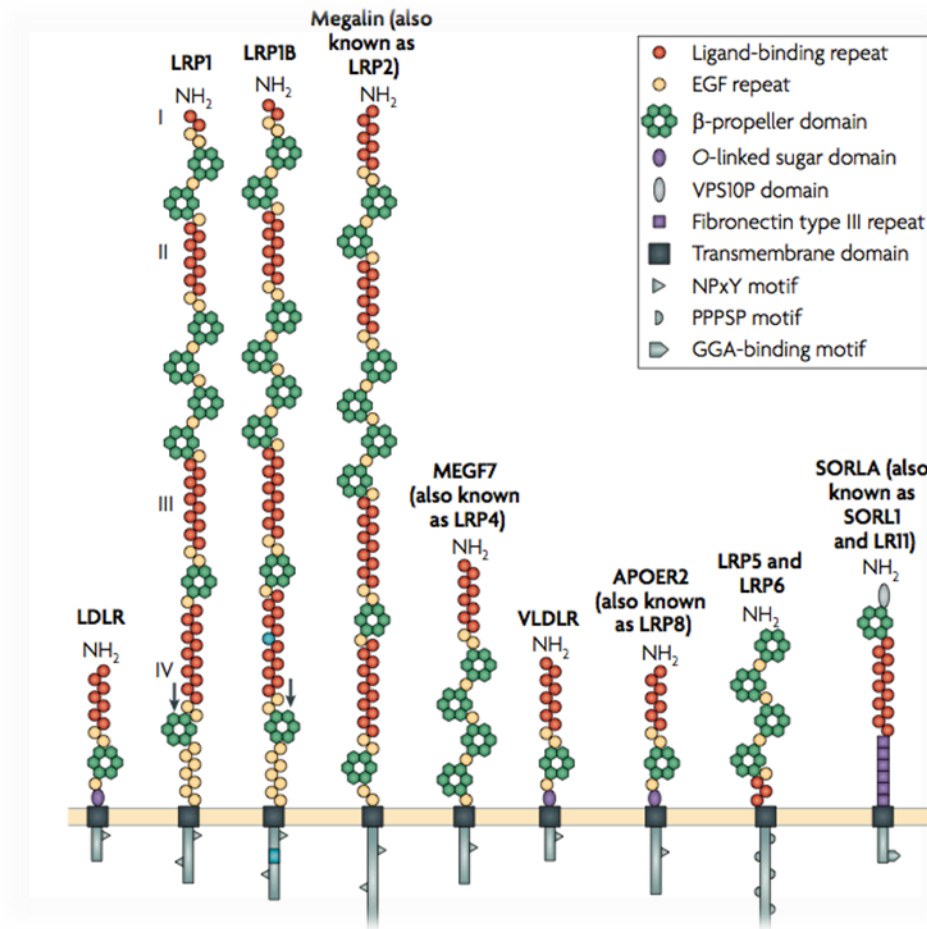 Megalin (also
known as
LRP2)
NH2
LRP1B
NH2
LRP1
NH2
I
II
III
IV
LDLR
NH2
MEGF7
(also known
as LRP4)
NH2
VLDLR
NH2
APOER2
(also known
as LRP8)
NH2
LRP5 and
LRP6
NH2
SORLA (also
known as
SORL1
and LR11)
NH2
Ligand-binding repeat
EGF repeat
β-propeller domain
O-linked sugar domain
VPS10P domain
Fibronectin type III repeat
Transmembrane domain
NPxY motif
PPPSP motif
GGA-binding motif